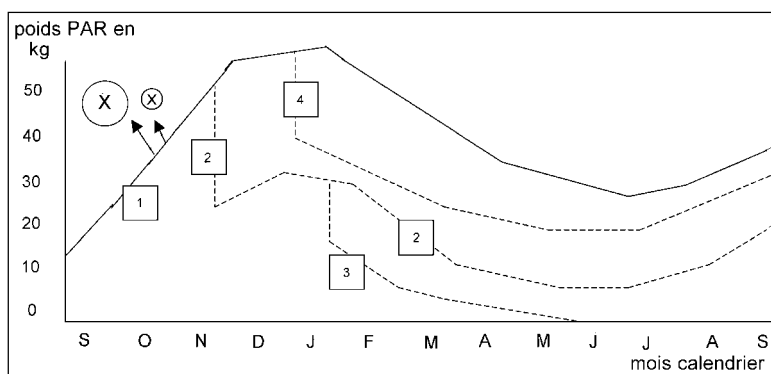 poids PAR en
kg
50
40
30
20
10
0
X
X
1
2
4
2
3
S O N D J F M A M J J A S
mois calendrier